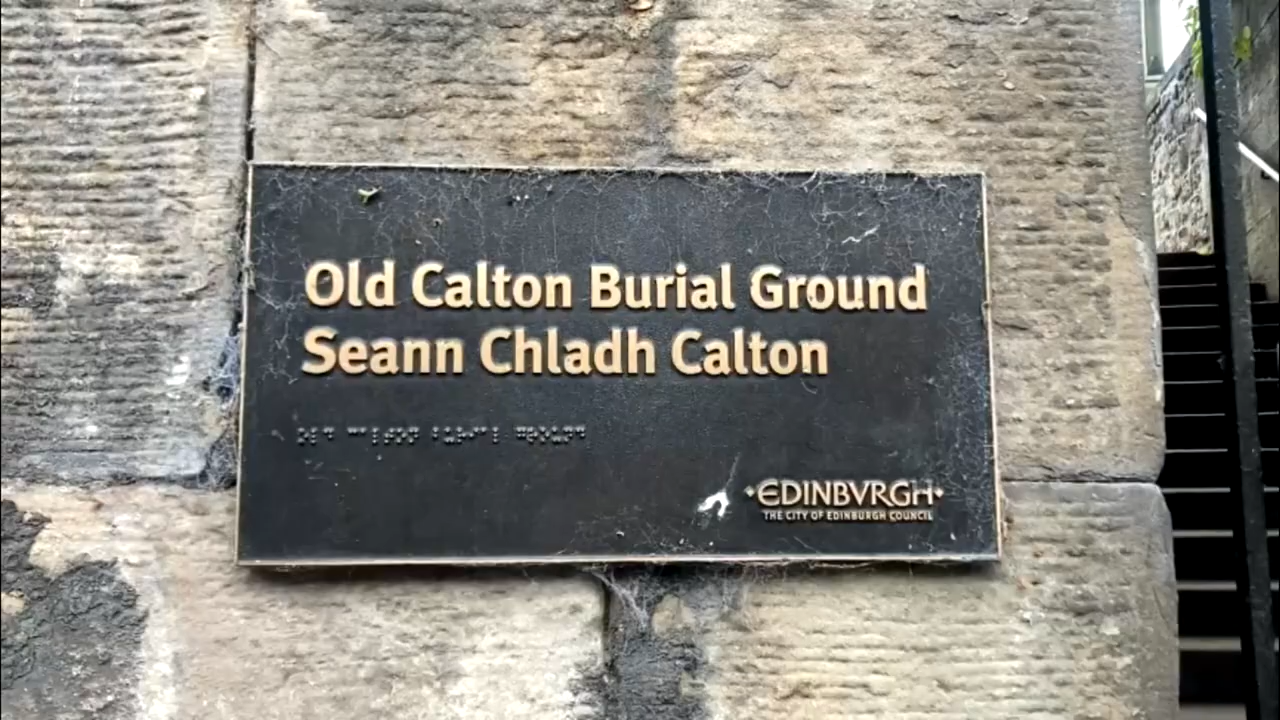 Old Calton Burial Ground
Seann Chladh Calton
EDINBVRGH
THE CITY OF EDINBURGH COUNCIL